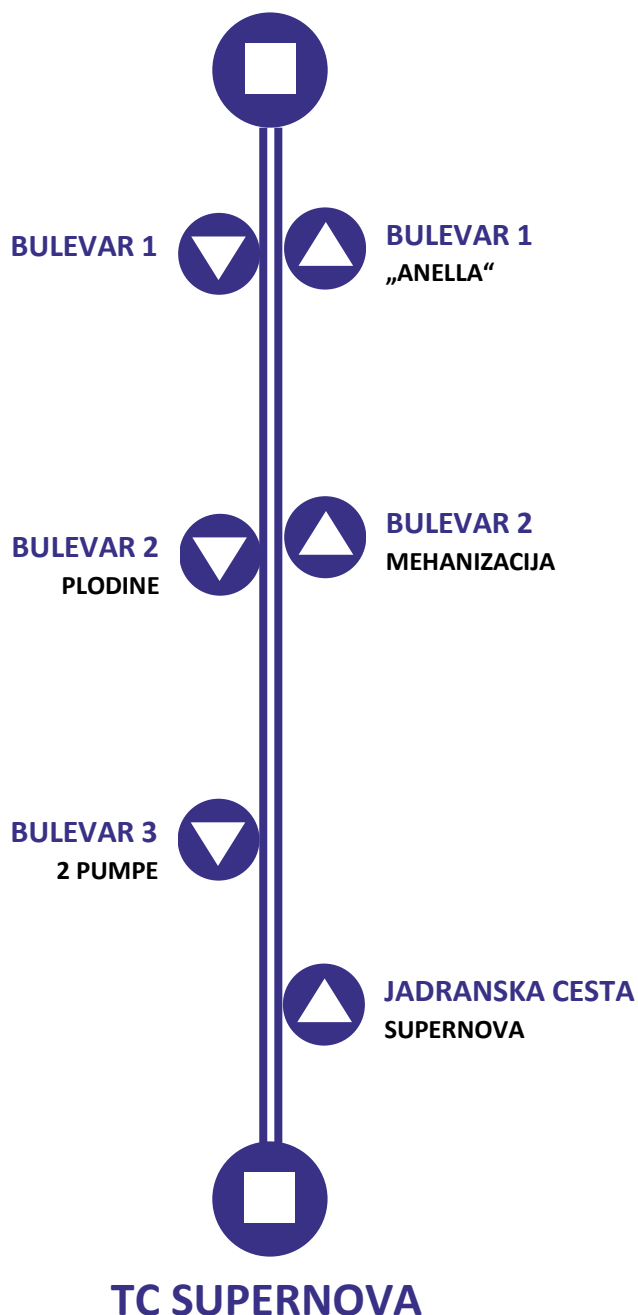 BULEVAR 1
BULEVAR 1
„ANELLA“
BULEVAR 2
PLODINE
BULEVAR 2
MEHANIZACIJA
BULEVAR 3
2 PUMPE
JADRANSKA CESTA
SUPERNOVA
TC SUPERNOVA